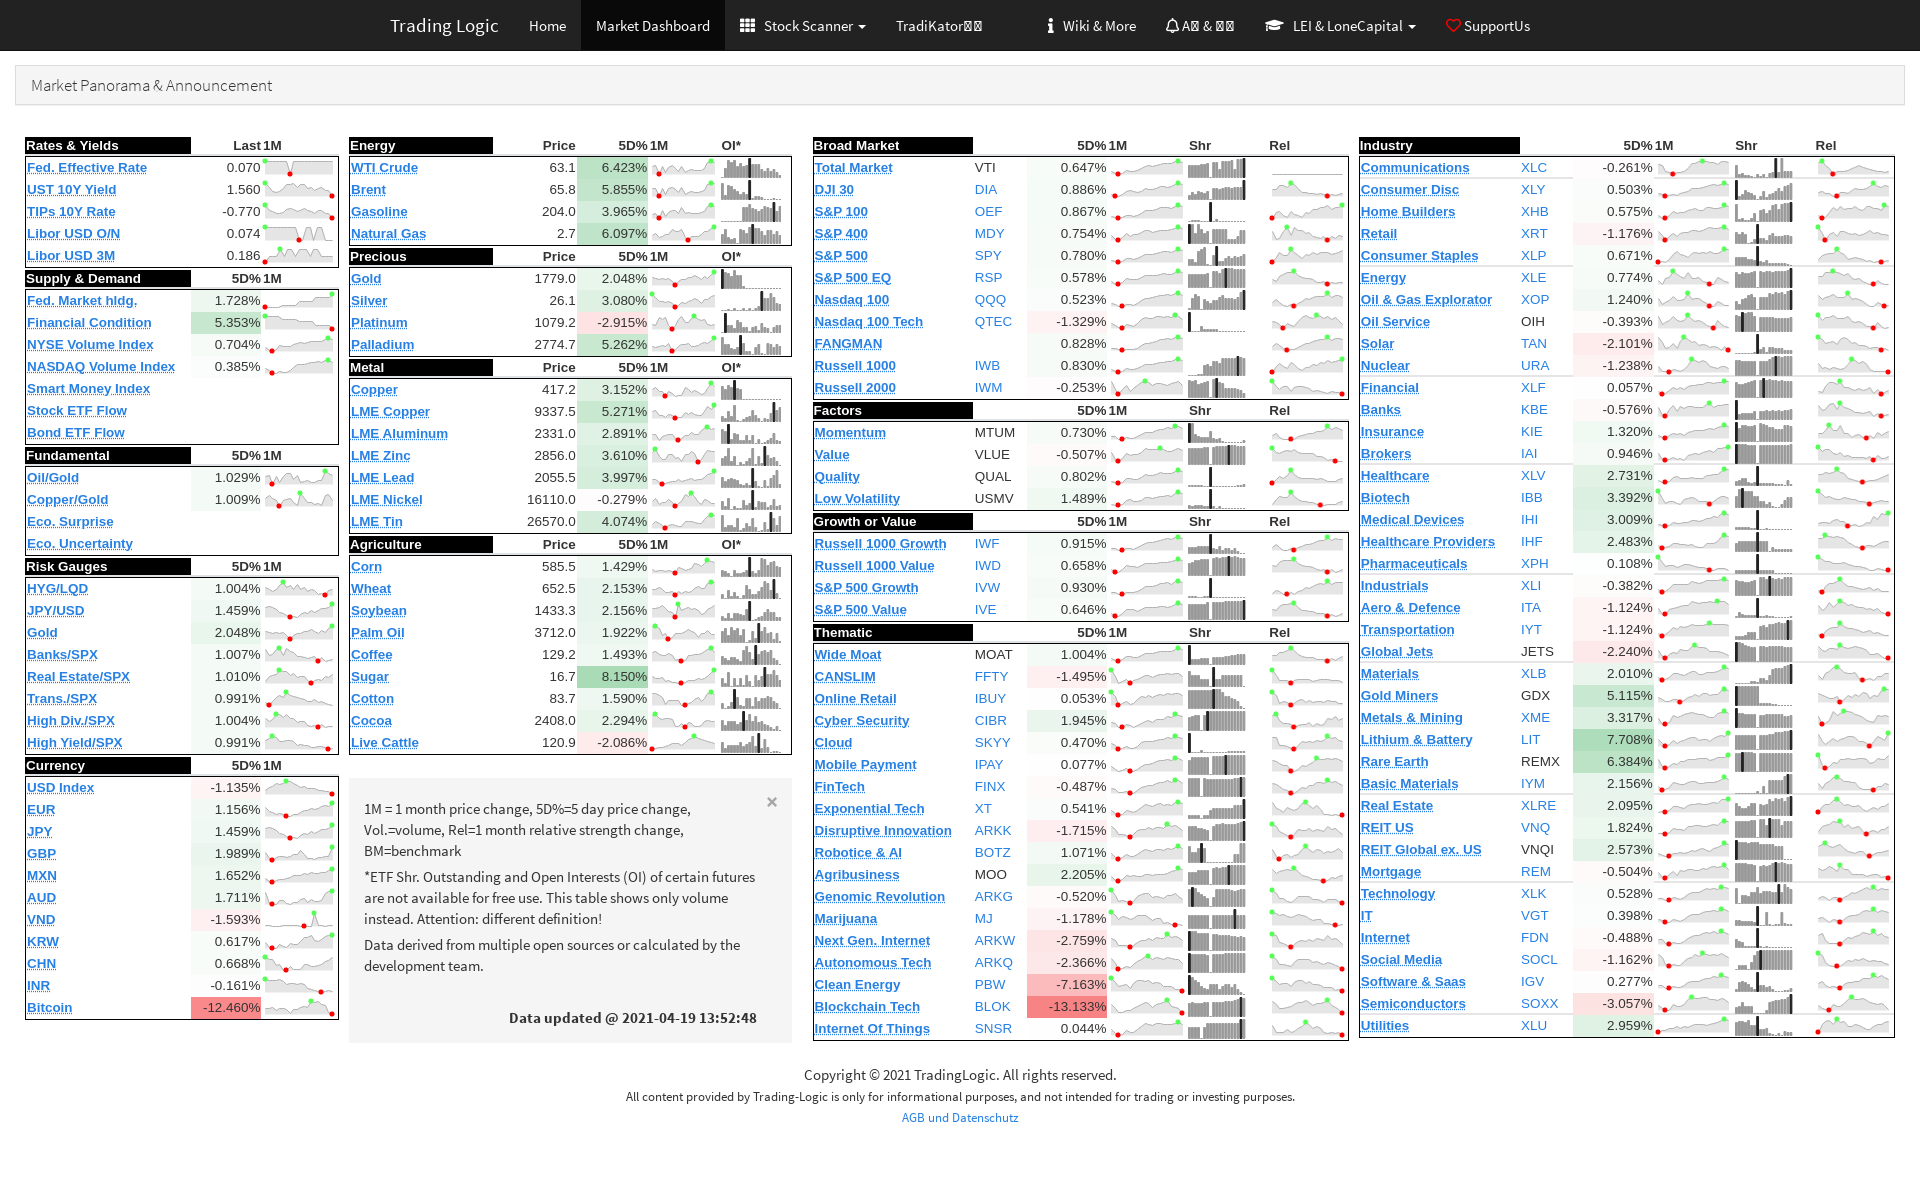 Trading Logic Home Market Dashboard Stock Scanner TradiKator Wiki & More A & LEI & LoneCapital SupportUs
Market Panorama & Announcement
Rates & Yields Last 1M
Fed. Effective Rate 0.070
UST 10Y Yield 1.560
TIPs 10Y Rate -0.770
Libor USD O/N 0.074
Libor USD 3M 0.186
Supply & Demand 5D% 1M
Fed. Market hldg. 1.728%
Financial Condition 5.353%
NYSE Volume Index 0.704%
NASDAQ Volume Index 0.385%
Smart Money Index
Stock ETF Flow
Bond ETF Flow
Fundamental 5D% 1M
Oil/Gold 1.029%
Copper/Gold 1.009%
Eco. Surprise
Eco. Uncertainty
Risk Gauges 5D% 1M
HYG/LQD 1.004%
JPY/USD 1.459%
Gold 2.048%
Banks/SPX 1.007%
Real Estate/SPX 1.010%
Trans./SPX 0.991%
High Div./SPX 1.004%
High Yield/SPX 0.991%
Currency 5D% 1M
USD Index -1.135%
EUR 1.156%
JPY 1.459%
GBP 1.989%
MXN 1.652%
AUD 1.711%
VND -1.593%
KRW 0.617%
CHN 0.668%
INR -0.161%
Bitcoin -12.460%
Energy Price 5D% 1M OI*
WTI Crude 63.1 6.423%
Brent 65.8 5.855%
Gasoline 204.0 3.965%
Natural Gas 2.7 6.097%
Precious Price 5D% 1M OI*
Gold 1779.0 2.048%
Silver 26.1 3.080%
Platinum 1079.2 -2.915%
Palladium 2774.7 5.262%
Metal Price 5D% 1M OI*
Copper 417.2 3.152%
LME Copper 9337.5 5.271%
LME Aluminum 2331.0 2.891%
LME Zinc 2856.0 3.610%
LME Lead 2055.5 3.997%
LME Nickel 16110.0 -0.279%
LME Tin 26570.0 4.074%
Agriculture Price 5D% 1M OI*
Corn 585.5 1.429%
Wheat 652.5 2.153%
Soybean 1433.3 2.156%
Palm Oil 3712.0 1.922%
Coffee 129.2 1.493%
Sugar 16.7 8.150%
Cotton 83.7 1.590%
Cocoa 2408.0 2.294%
Live Cattle 120.9 -2.086%
×
1M = 1 month price change, 5D%=5 day price change,
Vol.=volume, Rel=1 month relative strength change,
BM=benchmark
*ETF Shr. Outstanding and Open Interests (OI) of certain futures
are not available for free use. This table shows only volume
instead. Attention: different definition!
Data derived from multiple open sources or calculated by the
development team.
Data updated @ 2021-04-19 13:52:48
Broad Market 5D% 1M Shr Rel
Total Market VTI 0.647%
DJI 30 DIA 0.886%
S&P 100 OEF 0.867%
S&P 400 MDY 0.754%
S&P 500 SPY 0.780%
S&P 500 EQ RSP 0.578%
Nasdaq 100 QQQ 0.523%
Nasdaq 100 Tech QTEC -1.329%
FANGMAN 0.828%
Russell 1000 IWB 0.830%
Russell 2000 IWM -0.253%
Factors 5D% 1M Shr Rel
Momentum MTUM 0.730%
Value VLUE -0.507%
Quality QUAL 0.802%
Low Volatility USMV 1.489%
Growth or Value 5D% 1M Shr Rel
Russell 1000 Growth IWF 0.915%
Russell 1000 Value IWD 0.658%
S&P 500 Growth IVW 0.930%
S&P 500 Value IVE 0.646%
Thematic 5D% 1M Shr Rel
Wide Moat MOAT 1.004%
CANSLIM FFTY -1.495%
Online Retail IBUY 0.053%
Cyber Security CIBR 1.945%
Cloud SKYY 0.470%
Mobile Payment IPAY 0.077%
FinTech FINX -0.487%
Exponential Tech XT 0.541%
Disruptive Innovation ARKK -1.715%
Robotice & AI BOTZ 1.071%
Agribusiness MOO 2.205%
Genomic Revolution ARKG -0.520%
Marijuana MJ -1.178%
Next Gen. Internet ARKW -2.759%
Autonomous Tech ARKQ -2.366%
Clean Energy PBW -7.163%
Blockchain Tech BLOK -13.133%
Internet Of Things SNSR 0.044%
Industry 5D% 1M Shr Rel
Communications XLC -0.261%
Consumer Disc XLY 0.503%
Home Builders XHB 0.575%
Retail XRT -1.176%
Consumer Staples XLP 0.671%
Energy XLE 0.774%
Oil & Gas Explorator XOP 1.240%
Oil Service OIH -0.393%
Solar TAN -2.101%
Nuclear URA -1.238%
Financial XLF 0.057%
Banks KBE -0.576%
Insurance KIE 1.320%
Brokers IAI 0.946%
Healthcare XLV 2.731%
Biotech IBB 3.392%
Medical Devices IHI 3.009%
Healthcare Providers IHF 2.483%
Pharmaceuticals XPH 0.108%
Industrials XLI -0.382%
Aero & Defence ITA -1.124%
Transportation IYT -1.124%
Global Jets JETS -2.240%
Materials XLB 2.010%
Gold Miners GDX 5.115%
Metals & Mining XME 3.317%
Lithium & Battery LIT 7.708%
Rare Earth REMX 6.384%
Basic Materials IYM 2.156%
Real Estate XLRE 2.095%
REIT US VNQ 1.824%
REIT Global ex. US VNQI 2.573%
Mortgage REM -0.504%
Technology XLK 0.528%
IT VGT 0.398%
Internet FDN -0.488%
Social Media SOCL -1.162%
Software & Saas IGV 0.277%
Semiconductors SOXX -3.057%
Utilities XLU 2.959%
Copyright © 2021 TradingLogic. All rights reserved.
All content provided by Trading-Logic is only for informational purposes, and not intended for trading or investing purposes.
AGB und Datenschutz